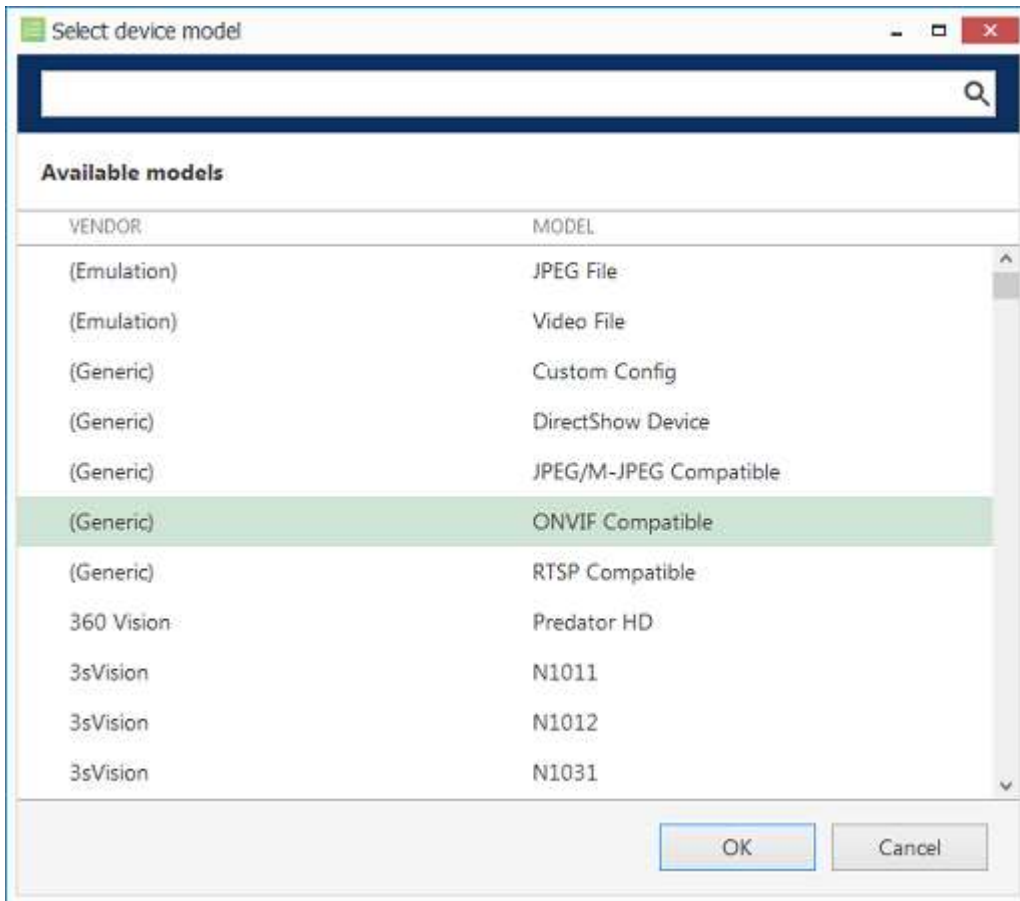 Select device model
Available models
VENDOR MODEL
(Emulation) JPEG File
(Emulation) Video File
(Generic) Custom Config
(Generic) DirectShow Device
(Generic) JPEG/M-JPEG Compatible
(Generic) ONVIF Compatible
(Generic) RTSP Compatible
360 Vision Predator HD
3sVision N1011
3sVision N1012
3sVision N1031
OK Cancel